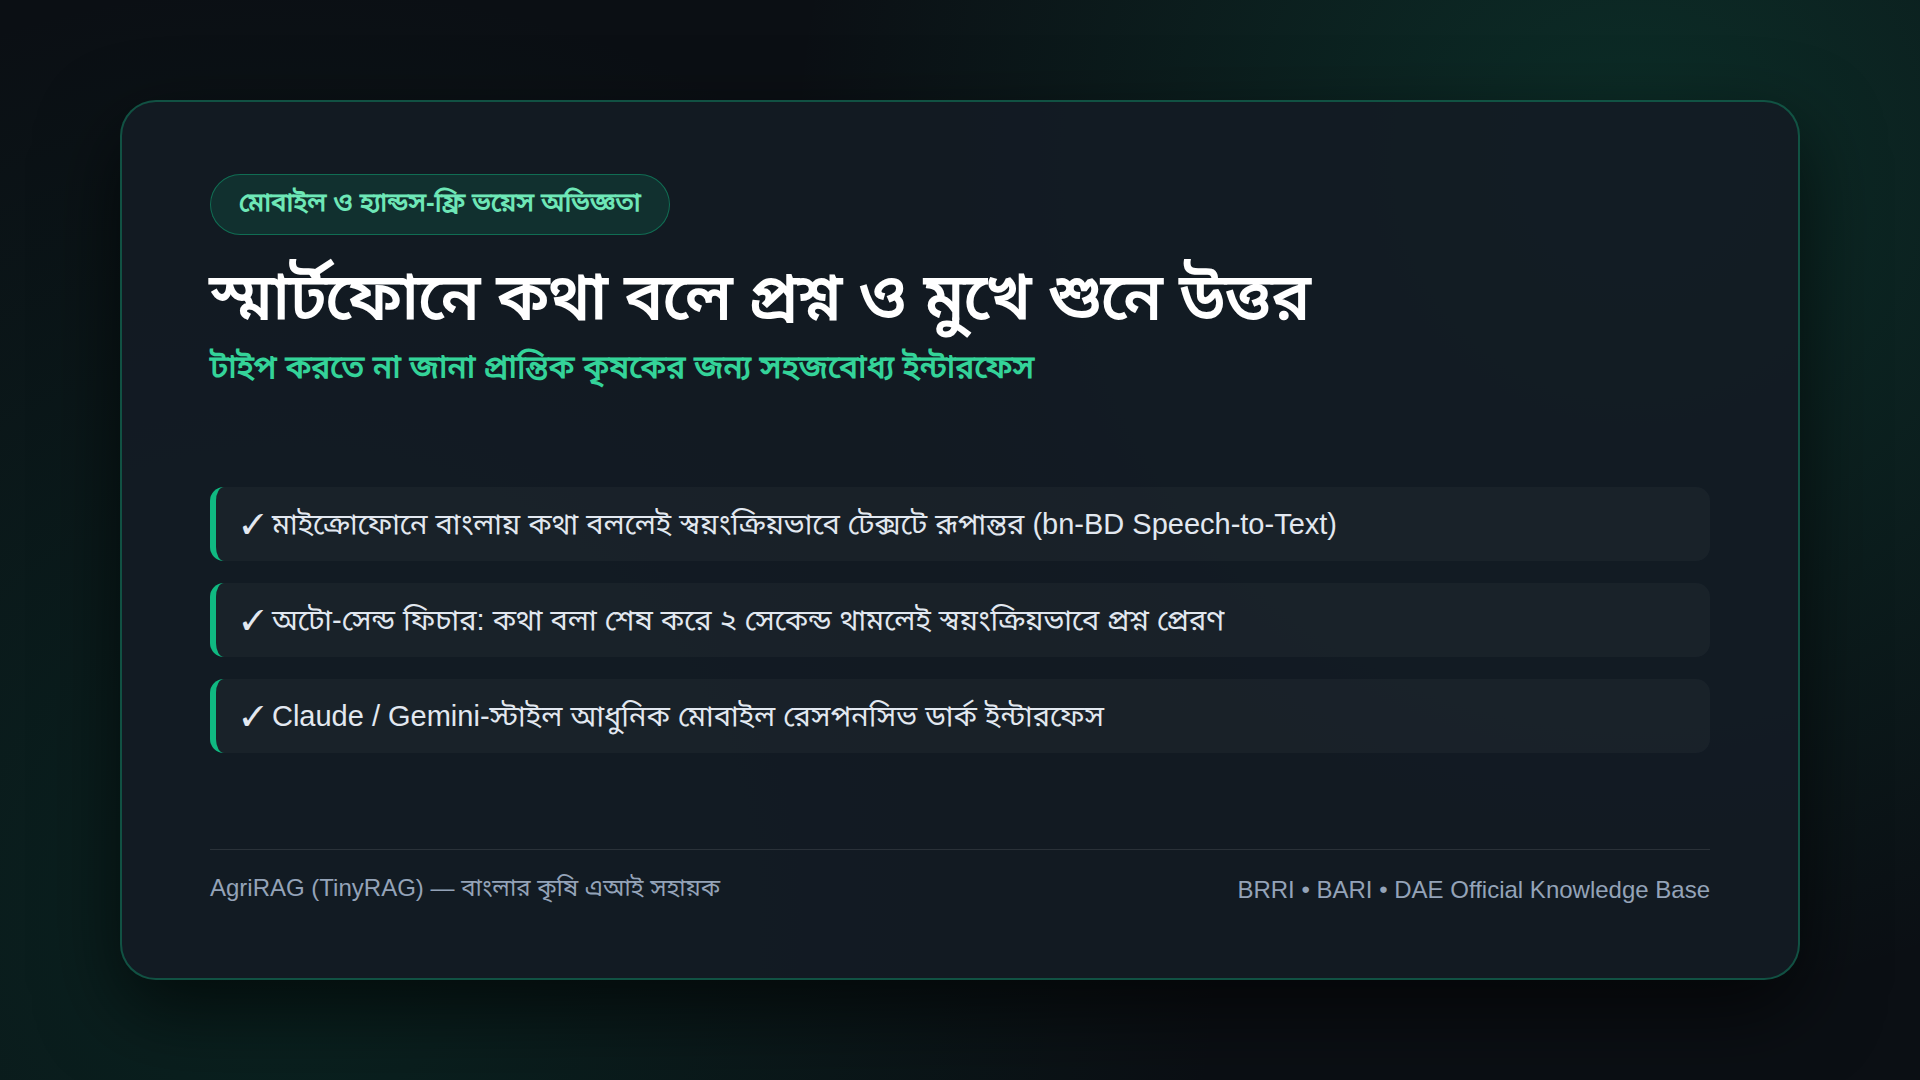 মোবাইল ও হ্যান্ডস-ফ্রি ভয়েস অভিজ্ঞতা
স্মার্টফোনে কথা বলে প্রশ্ন ও মুখে শুনে উত্তর
টাইপ করতে না জানা প্রান্তিক কৃষকের জন্য সহজবোধ্য ইন্টারফেস
✓ মাইক্রোফোনে বাংলায় কথা বললেই স্বয়ংক্রিয়ভাবে টেক্সটে রূপান্তর (bn-BD Speech-to-Text)
✓ অটো-সেন্ড ফিচার: কথা বলা শেষ করে ২ সেকেন্ড থামলেই স্বয়ংক্রিয়ভাবে প্রশ্ন প্রেরণ
✓ Claude / Gemini-স্টাইল আধুনিক মোবাইল রেসপনসিভ ডার্ক ইন্টারফেস
AgriRAG (TinyRAG) — বাংলার কৃষি এআই সহায়ক
BRRI • BARI • DAE Official Knowledge Base